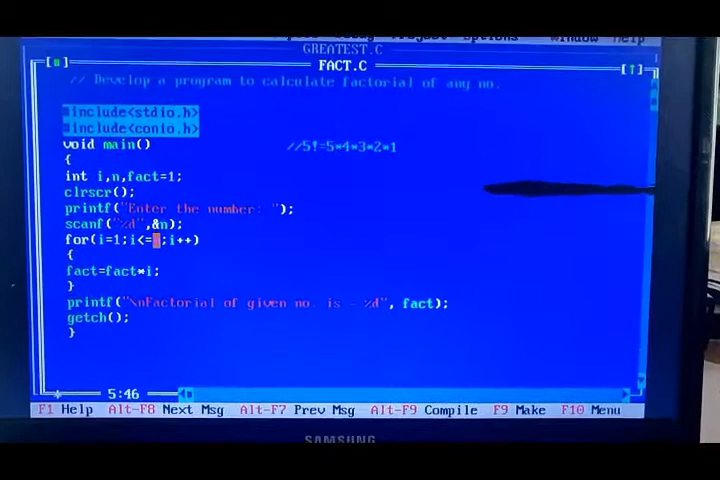 Options Window Help
GREATEST.C
FACT.C
// Develop a program to calculate factorial of any no.
#include<stdio.h>
#include<conio.h>
void main() //5!=5*4*3*2*1
{
int i,n,fact=1;
clrscr();
printf("Enter the number: ");
scanf("%d",&n);
for(i=1;i<= ;i++)
{
fact=fact*i;
}
printf("\nFactorial of given no. is - %d", fact);
getch();
}
5:46
F1 Help Alt-F8 Next Msg Alt-F7 Prev Msg Alt-F9 Compile F9 Make F10 Menu
SAMSUNG